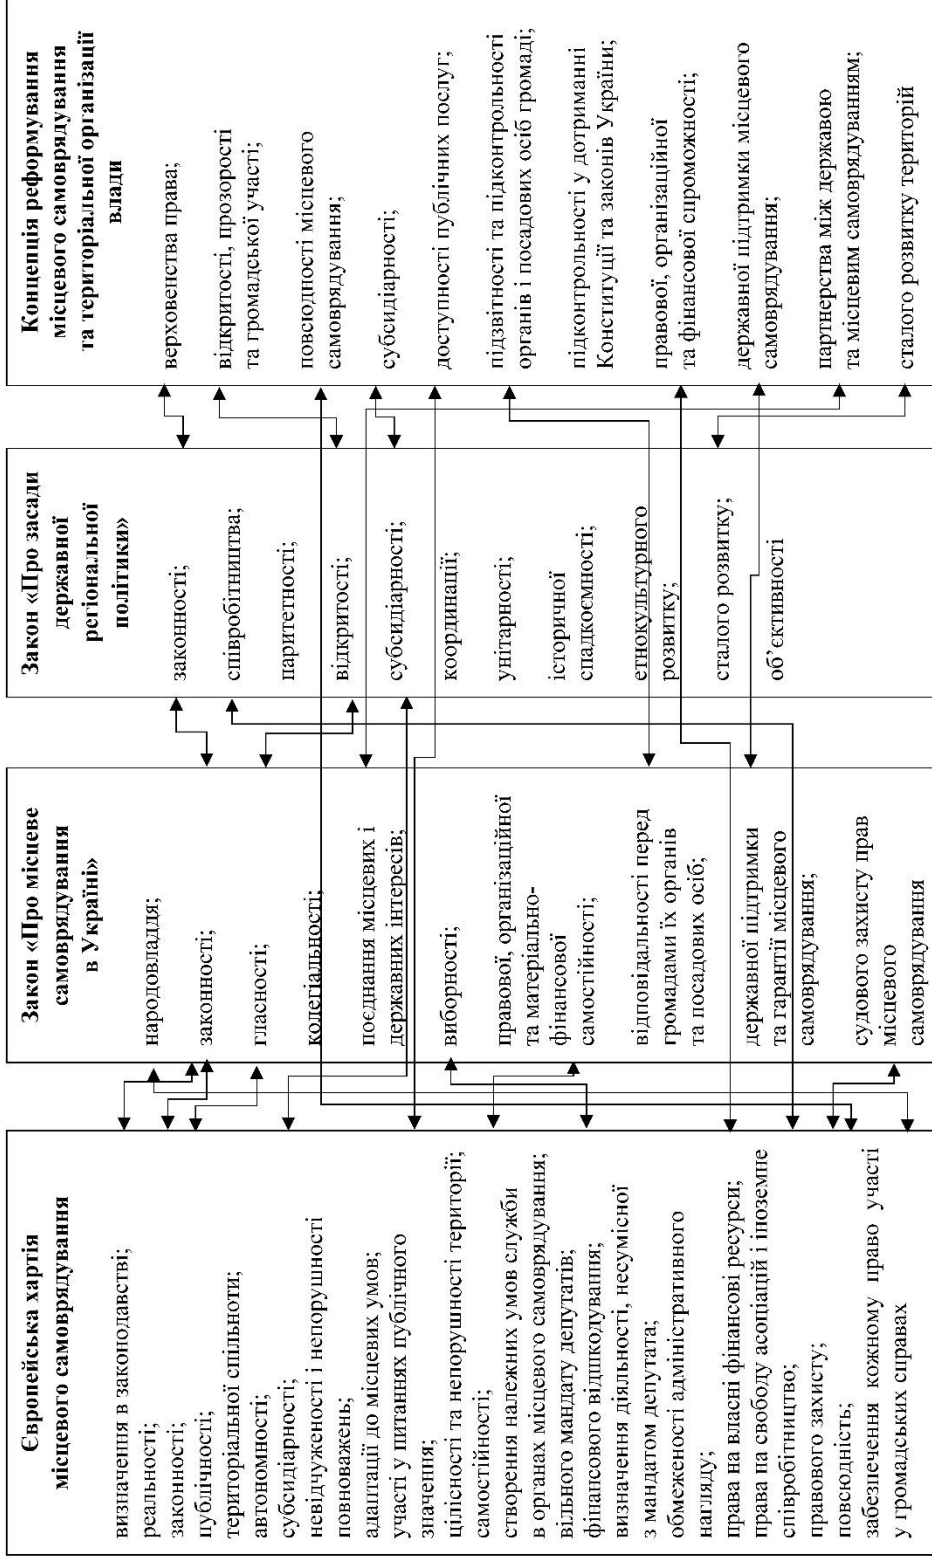 Європейська хартія
місцевого самоврядування
визначення в законодавстві;
реальності;
законності;
публічності;
територіальної спільноти;
автономності;
субсидіарності;
невідчуженості і непорушності
повноважень;
адаптації до місцевих умов;
участі у питаннях публічного
значення;
цілісності та непорушності території;
самостійності;
створення належних умов служби
в органах місцевого самоврядування;
вільного мандату депутатів;
фінансового відшкодування;
визначення діяльності, несумісної
з мандатом депутата;
обмеженості адміністративного
нагляду;
права на власні фінансові ресурси;
права на свободу асоціацій і іноземне
співробітництво;
правового захисту;
повсюдність;
забезпечення кожному право участі
у громадських справах
Закон «Про місцеве
самоврядування
в Україні»
народовладдя;
законності;
гласності;
колегіальності;
поєднання місцевих і
державних інтересів;
виборності;
правової, організаційної
та матеріально-
фінансової
самостійності;
відповідальності перед
громадами їх органів
та посадових осіб;
державної підтримки
та гарантії місцевого
самоврядування;
судового захисту прав
місцевого
самоврядування
Закон «Про засади
державної
регіональної
політики»
законності;
співробітництва;
паритетності;
відкритості;
субсидіарності;
координації;
унітарності;
історичної
спадкоємності;
етнокультурного
розвитку;
сталого розвитку;
об’єктивності
Концепція реформування
місцевого самоврядування
та територіальної організації
влади
верховенства права;
відкритості, прозорості
та громадської участі;
повсюдності місцевого
самоврядування;
субсидіарності;
доступності публічних послуг;
підзвітності та підконтрольності
органів і посадових осіб громаді;
підконтрольності у дотриманні
Конституції та законів України;
правової, організаційної
та фінансової спроможності;
державної підтримки місцевого
самоврядування;
партнерства між державою
та місцевим самоврядуванням;
сталого розвитку територій